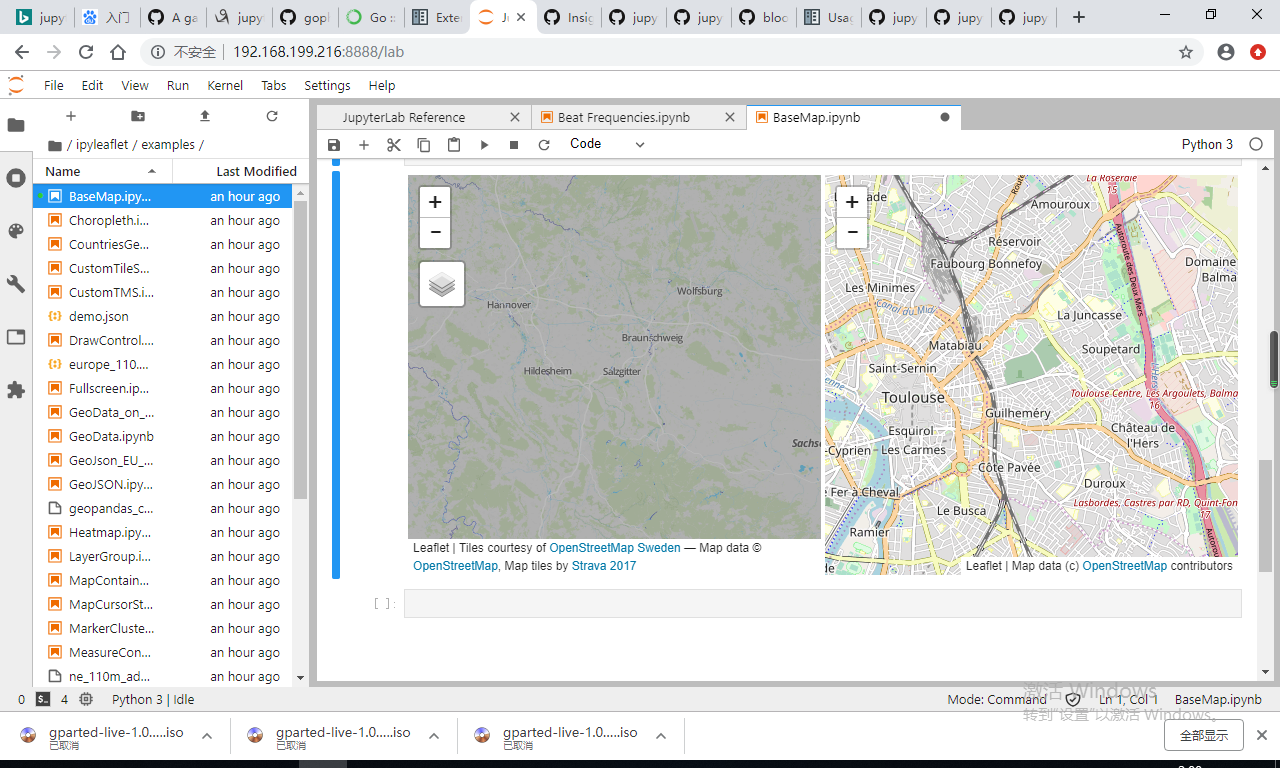 jupy
入门
A ga
jupy
gopl
Go ::
Exte
Ju
Insig
jupy
jupy
bloc
Usag
jupy
jupy
jupy
不安全
192.168.199.216:8888/lab
File Edit View Run Kernel Tabs Settings Help
JupyterLab Reference
Beat Frequencies.ipynb
BaseMap.ipynb
/ ipyleaflet / examples /
Code
Python 3
Name Last Modified
BaseMap.ipy... an hour ago
Choropleth.i... an hour ago
CountriesGe... an hour ago
CustomTileS... an hour ago
CustomTMS.i... an hour ago
demo.json an hour ago
DrawControl.... an hour ago
europe_110.... an hour ago
Fullscreen.ip... an hour ago
GeoData_on_... an hour ago
GeoData.ipynb an hour ago
GeoJson_EU_... an hour ago
GeoJSON.ipy... an hour ago
geopandas_c... an hour ago
Heatmap.ipy... an hour ago
LayerGroup.i... an hour ago
MapContain... an hour ago
MapCursorSt... an hour ago
MarkerCluste... an hour ago
MeasureCon... an hour ago
ne_110m_ad... an hour ago
+
−
Hannover
Wolfsburg
Braunschweig
Hildesheim
Salzgitter
Sachs
Leaflet | Tiles courtesy of OpenStreetMap Sweden — Map data ©
OpenStreetMap, Map tiles by Strava 2017
+
−
La Roseraie
15
Route
Amouroux
Réservoir
Autoroute des Deux Mers
Faubourg Bonnefoy
Domaine
Balma
Les Minimes
Canal du Midi
La Juncasse
Matabiau
Soupetard
Saint-Sernin
Toulouse Centre, Les Argoulets, Balma
16
Toulouse
Guilheméry
Château de
l'Hers
Esquirol
-Cyprien
Les Carmes
Côte Pavée
Duroux
Fer à Cheval
Lasbordes, Castres par RD, Quint-Fon
17
Le Busca
Ramier
de
Leaflet | Map data (c) OpenStreetMap contributors
[ ]:
0
4
Python 3 | Idle
Mode: Command
Ln 1, Col 1
BaseMap.ipynb
激活 Windows
转到"设置"以激活 Windows。
gparted-live-1.0.....iso
已取消
gparted-live-1.0.....iso
已取消
gparted-live-1.0.....iso
已取消
全部显示